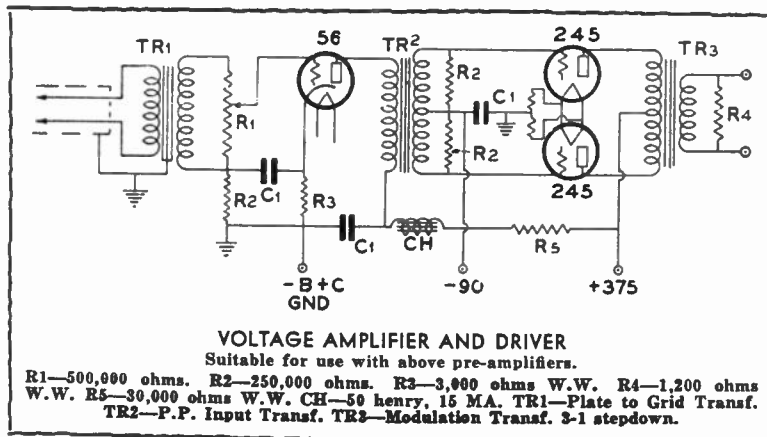 TR1
56
TR2
245
TR3
R1
R2
C1
R4
R2
R2
C1
R3
245
C1
CH
R5
-B+C
GND
-90
+375
VOLTAGE AMPLIFIER AND DRIVER
Suitable for use with above pre-amplifiers.
R1—500,000 ohms. R2—250,000 ohms. R3—3,000 ohms W.W. R4—1,200 ohms
W.W. R5—30,000 ohms W.W. CH—50 henry, 15 MA. TR1—Plate to Grid Transf.
TR2—P.P. Input Transf. TR3—Modulation Transf. 3-1 stepdown.